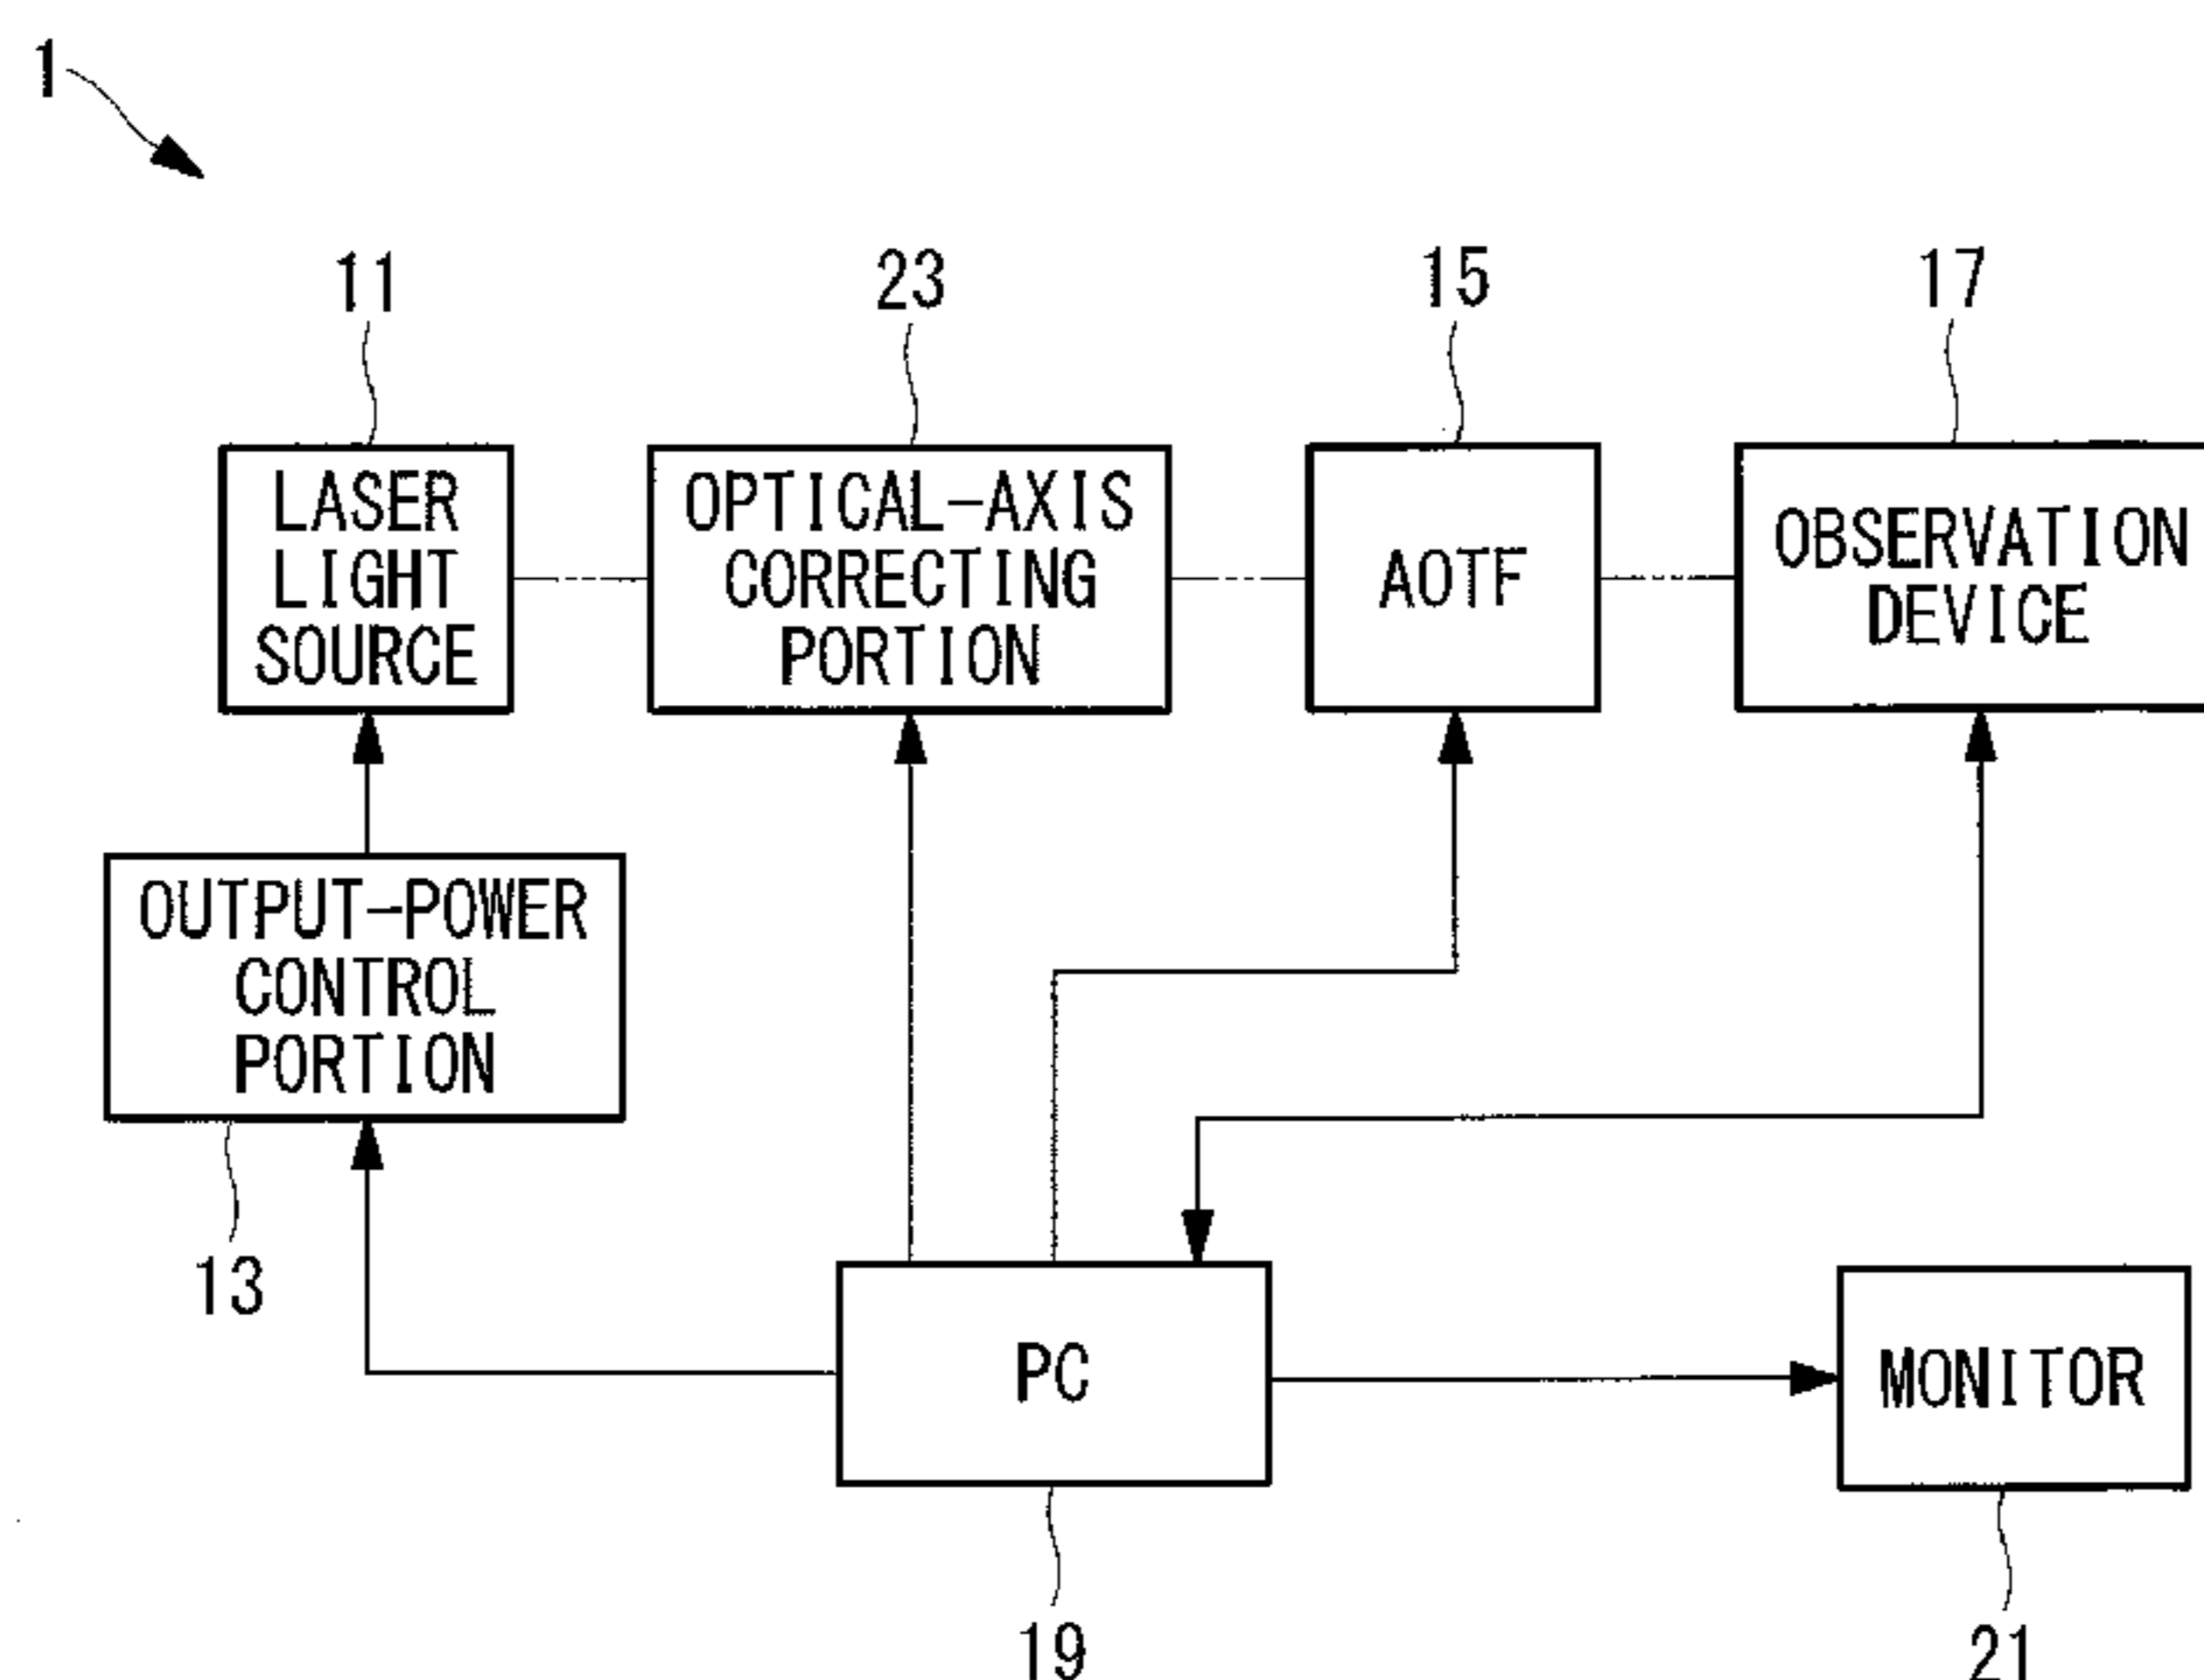 1
11
23
15
17
LASER
LIGHT
SOURCE
OPTICAL-AXIS
CORRECTING
PORTION
AOTF
OBSERVATION
DEVICE
OUTPUT-POWER
CONTROL
PORTION
13
PC
MONITOR
19
21